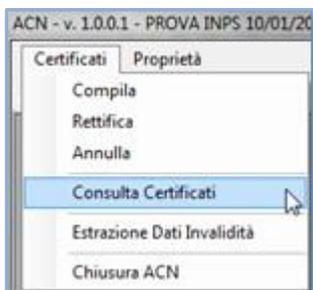 ACN - v. 1.0.0.1 - PROVA INPS 10/01/20
Certificati Proprietà
Compila
Rettifica
Annulla
Consulta Certificati
Estrazione Dati Invalidità
Chiusura ACN